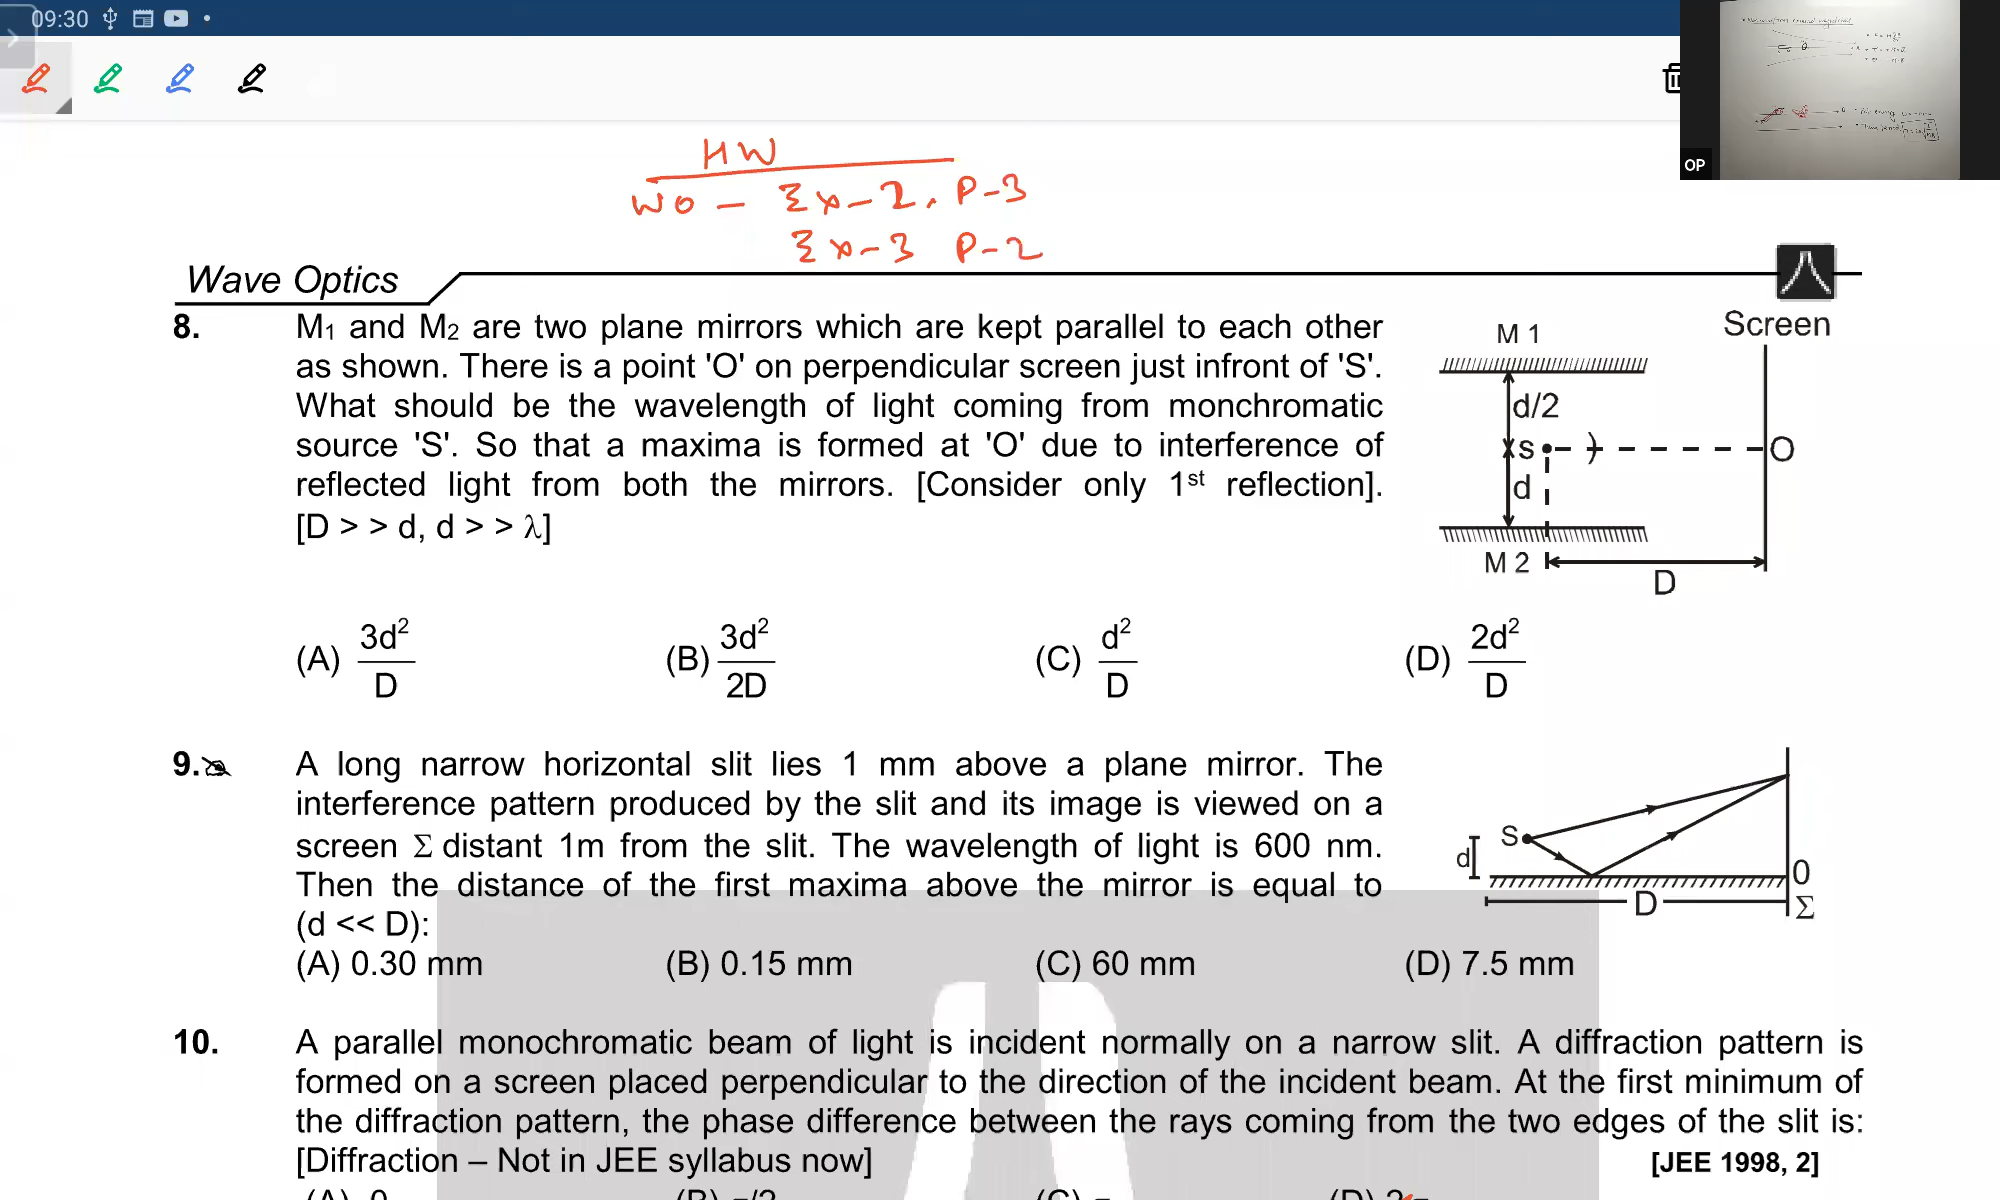 09:30
OP
HW
WO - Ex-2, P-3
Ex-3 P-2
Wave Optics
8. M1 and M2 are two plane mirrors which are kept parallel to each other
as shown. There is a point 'O' on perpendicular screen just infront of 'S'.
What should be the wavelength of light coming from monchromatic
source 'S'. So that a maxima is formed at 'O' due to interference of
reflected light from both the mirrors. [Consider only 1st reflection].
[D > > d, d > > λ]
M 1
Screen
d/2
S
O
d
M 2
D
(A) 3d²/D (B) 3d²/2D (C) d²/D (D) 2d²/D
9. A long narrow horizontal slit lies 1 mm above a plane mirror. The
interference pattern produced by the slit and its image is viewed on a
screen Σ distant 1m from the slit. The wavelength of light is 600 nm.
Then the distance of the first maxima above the mirror is equal to
(d << D):
S
d
0
D
Σ
(A) 0.30 mm (B) 0.15 mm (C) 60 mm (D) 7.5 mm
10. A parallel monochromatic beam of light is incident normally on a narrow slit. A diffraction pattern is
formed on a screen placed perpendicular to the direction of the incident beam. At the first minimum of
the diffraction pattern, the phase difference between the rays coming from the two edges of the slit is:
[Diffraction – Not in JEE syllabus now] [JEE 1998, 2]